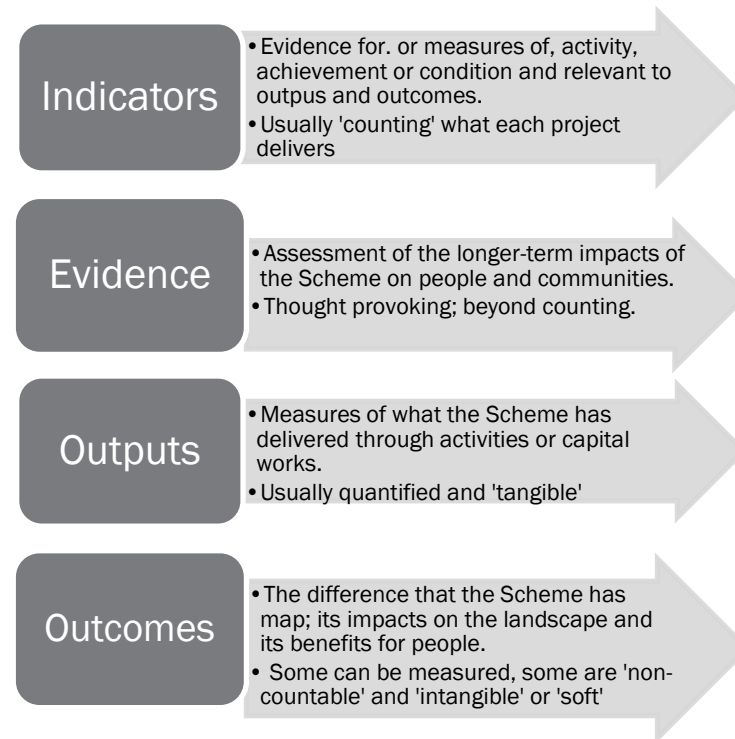 Indicators
•Evidence for. or measures of, activity,
achievement or condition and relevant to
outpus and outcomes.
•Usually 'counting' what each project
delivers
Evidence
•Assessment of the longer-term impacts of
the Scheme on people and communities.
•Thought provoking; beyond counting.
Outputs
•Measures of what the Scheme has
delivered through activities or capital
works.
•Usually quantified and 'tangible'
Outcomes
•The difference that the Scheme has
map; its impacts on the landscape and
its benefits for people.
• Some can be measured, some are 'non-
countable' and 'intangible' or 'soft'